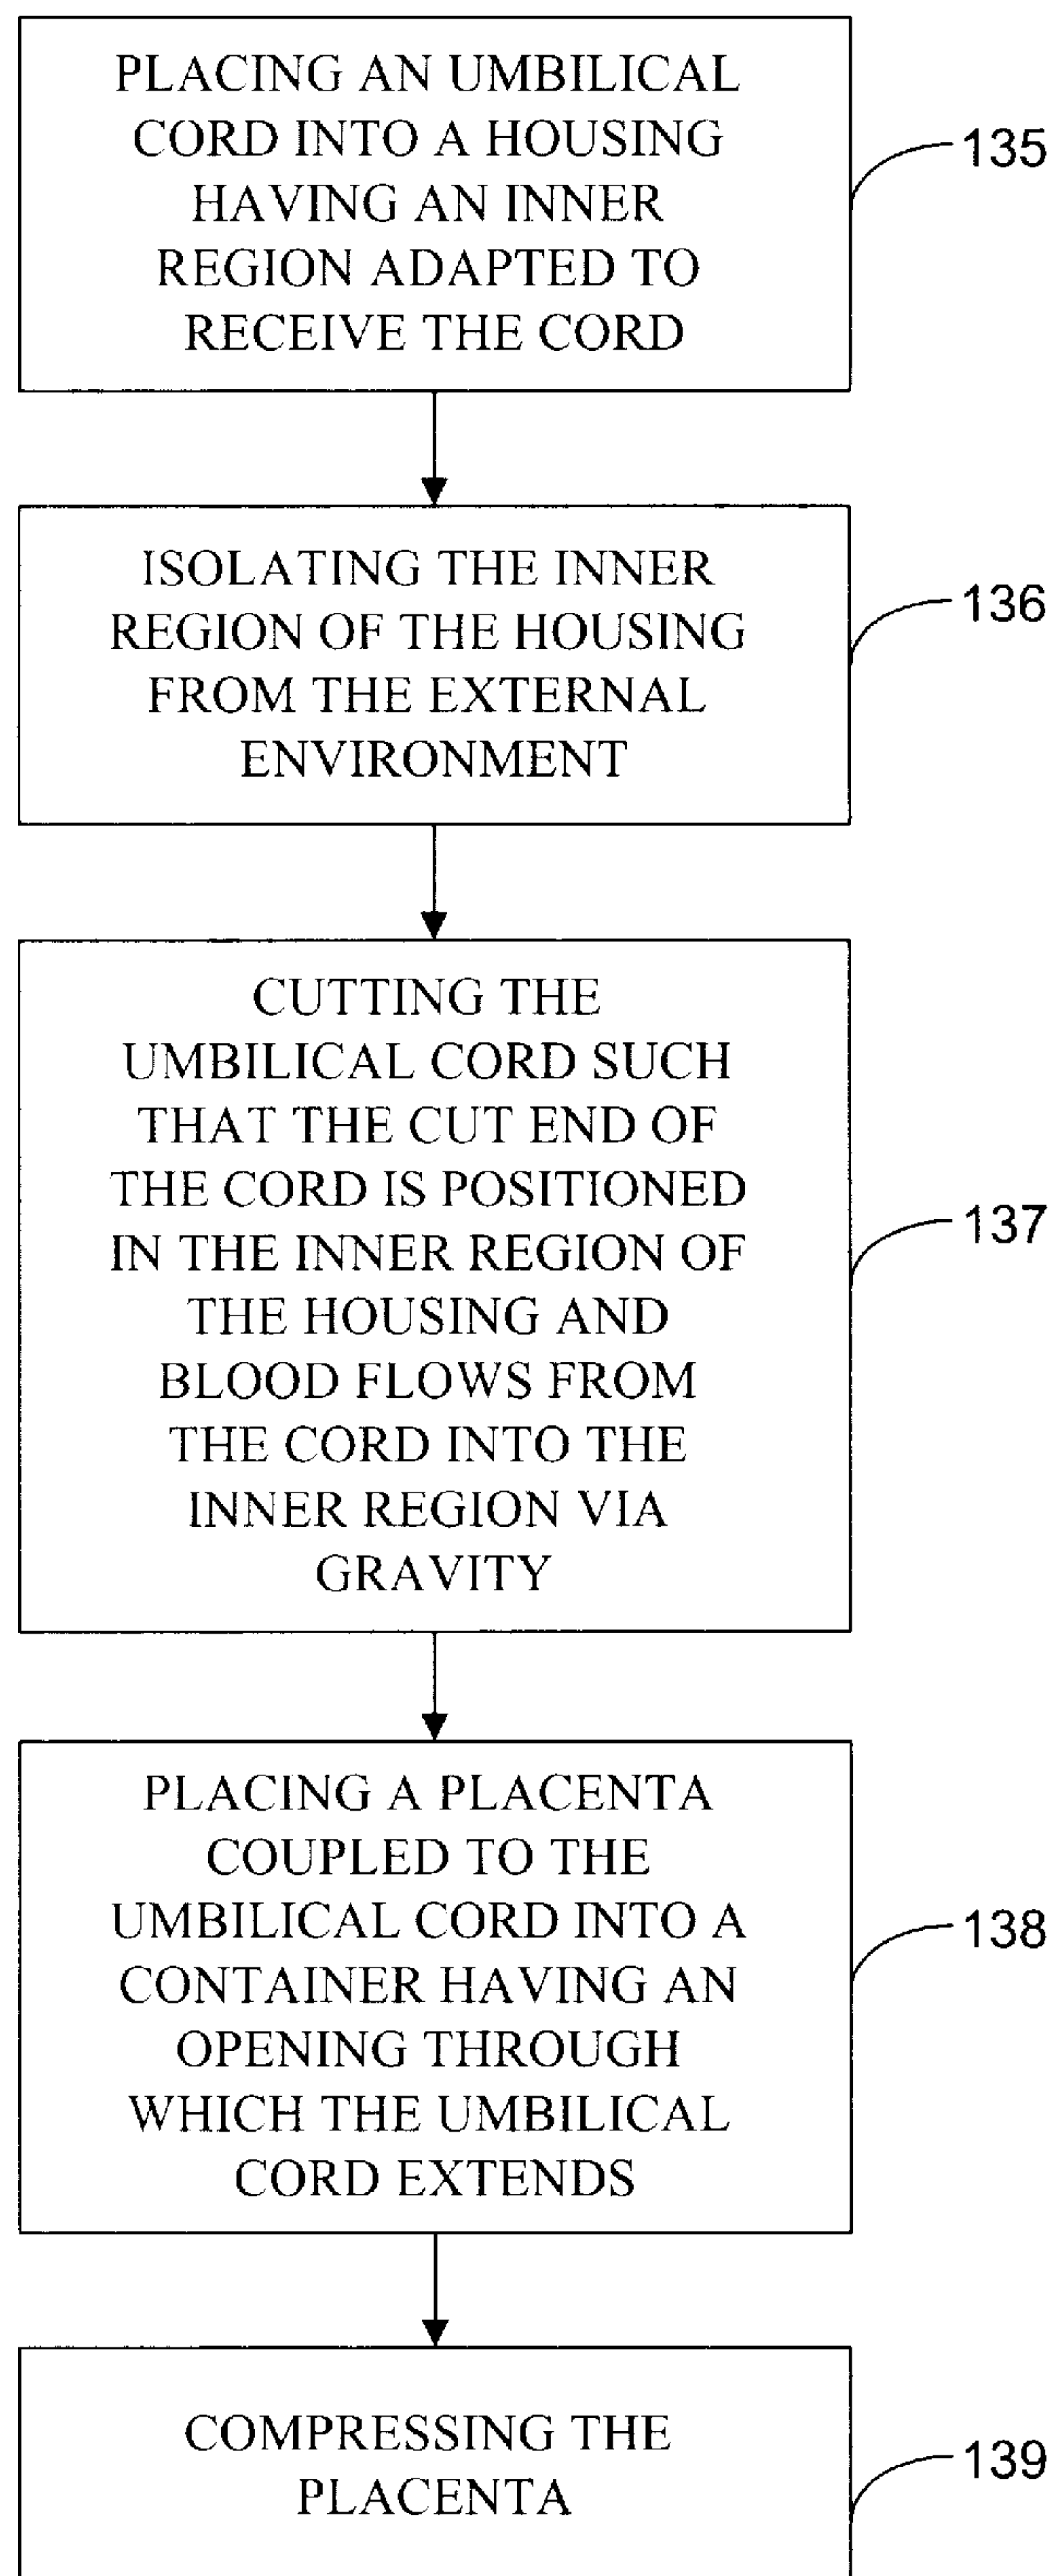 PLACING AN UMBILICAL
CORD INTO A HOUSING
HAVING AN INNER
REGION ADAPTED TO
RECEIVE THE CORD
135
ISOLATING THE INNER
REGION OF THE HOUSING
FROM THE EXTERNAL
ENVIRONMENT
136
CUTTING THE
UMBILICAL CORD SUCH
THAT THE CUT END OF
THE CORD IS POSITIONED
IN THE INNER REGION OF
THE HOUSING AND
BLOOD FLOWS FROM
THE CORD INTO THE
INNER REGION VIA
GRAVITY
137
PLACING A PLACENTA
COUPLED TO THE
UMBILICAL CORD INTO A
CONTAINER HAVING AN
OPENING THROUGH
WHICH THE UMBILICAL
CORD EXTENDS
138
COMPRESSING THE
PLACENTA
139